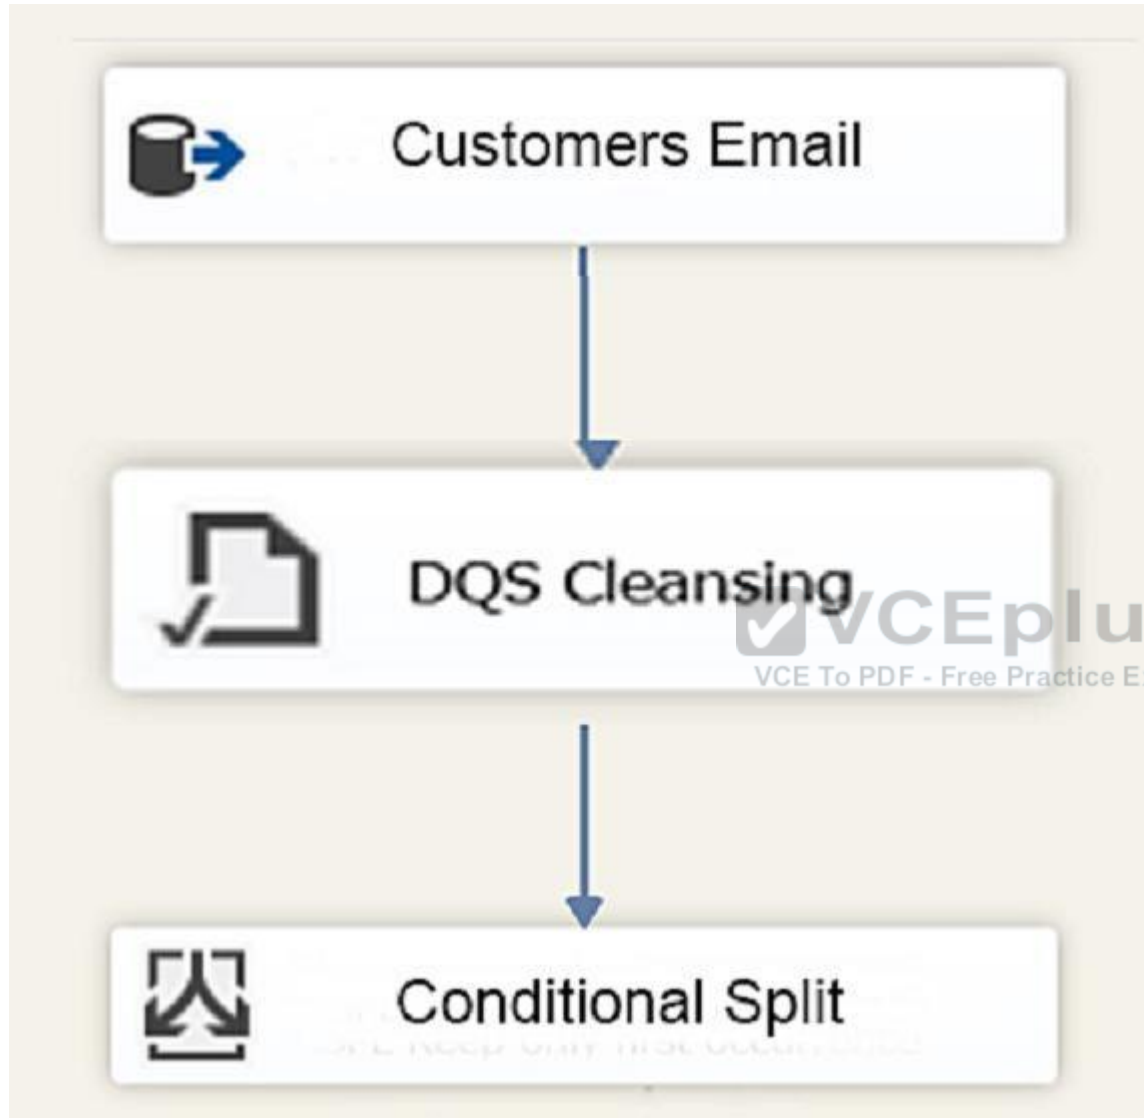 Customers Email
DQS Cleansing
VCEplu
VCE To PDF - Free Practice E
Conditional Split